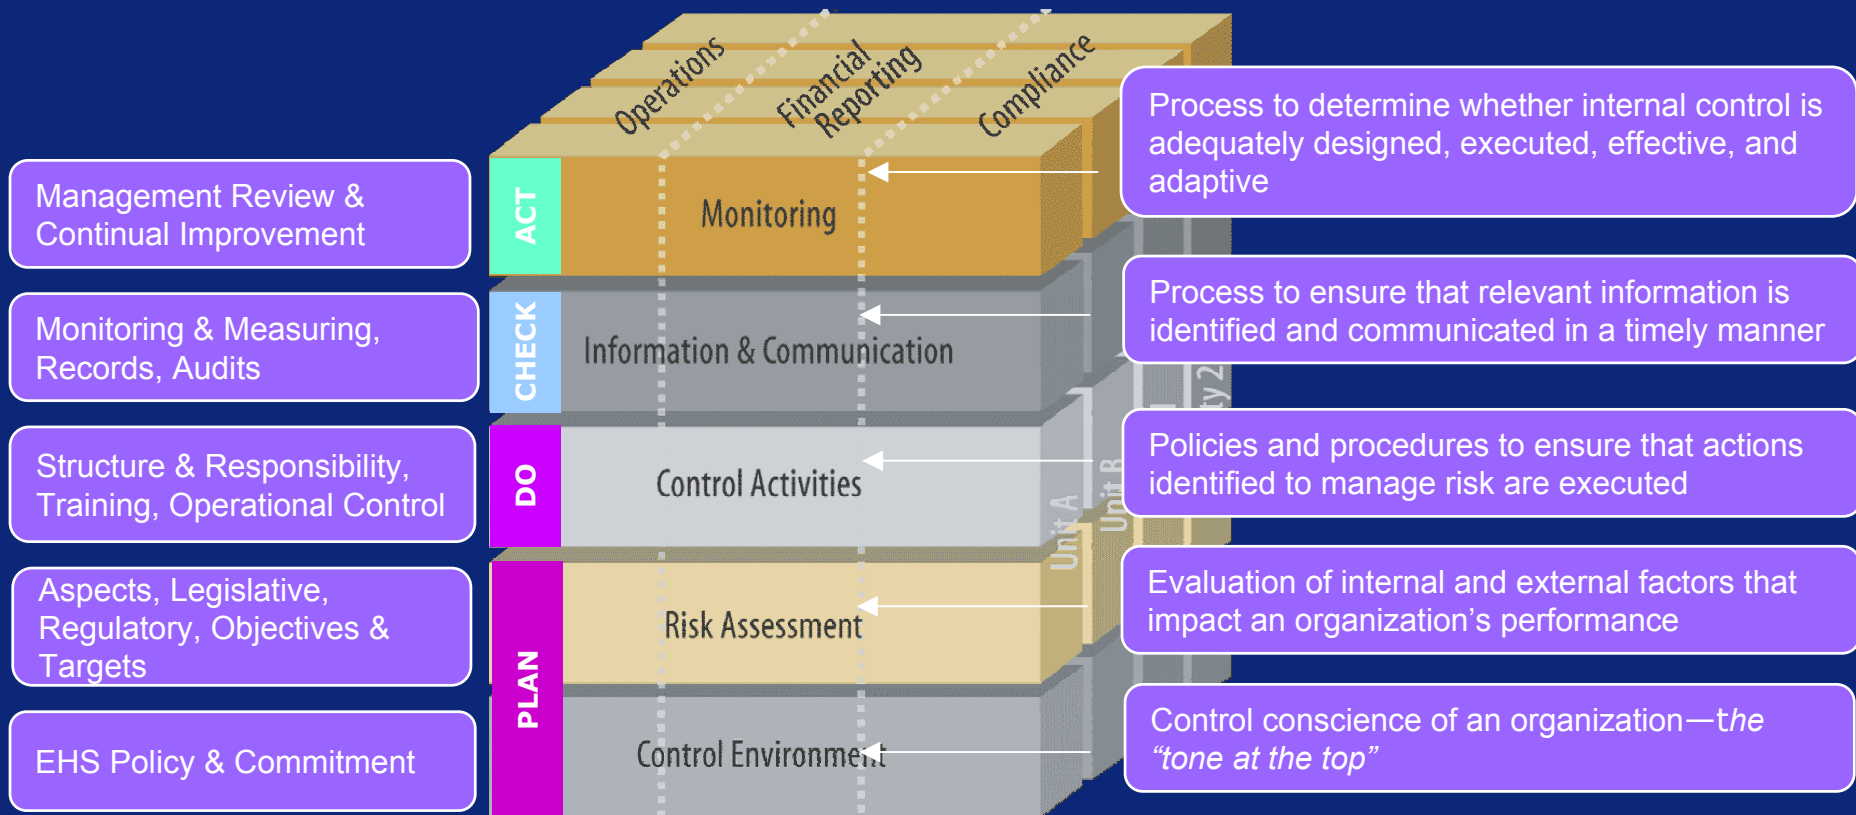 Operations
Financial
Reporting
Compliance
Management Review &
Continual Improvement
ACT
Monitoring
Process to determine whether internal control is
adequately designed, executed, effective, and
adaptive
Monitoring & Measuring,
Records, Audits
CHECK
Information & Communication
Process to ensure that relevant information is
identified and communicated in a timely manner
Structure & Responsibility,
Training, Operational Control
DO
Control Activities
Policies and procedures to ensure that actions
identified to manage risk are executed
Unit A
Unit B
Aspects, Legislative,
Regulatory, Objectives &
Targets
PLAN
Risk Assessment
Evaluation of internal and external factors that
impact an organization’s performance
EHS Policy & Commitment
Control Environment
Control conscience of an organization—the
“tone at the top”